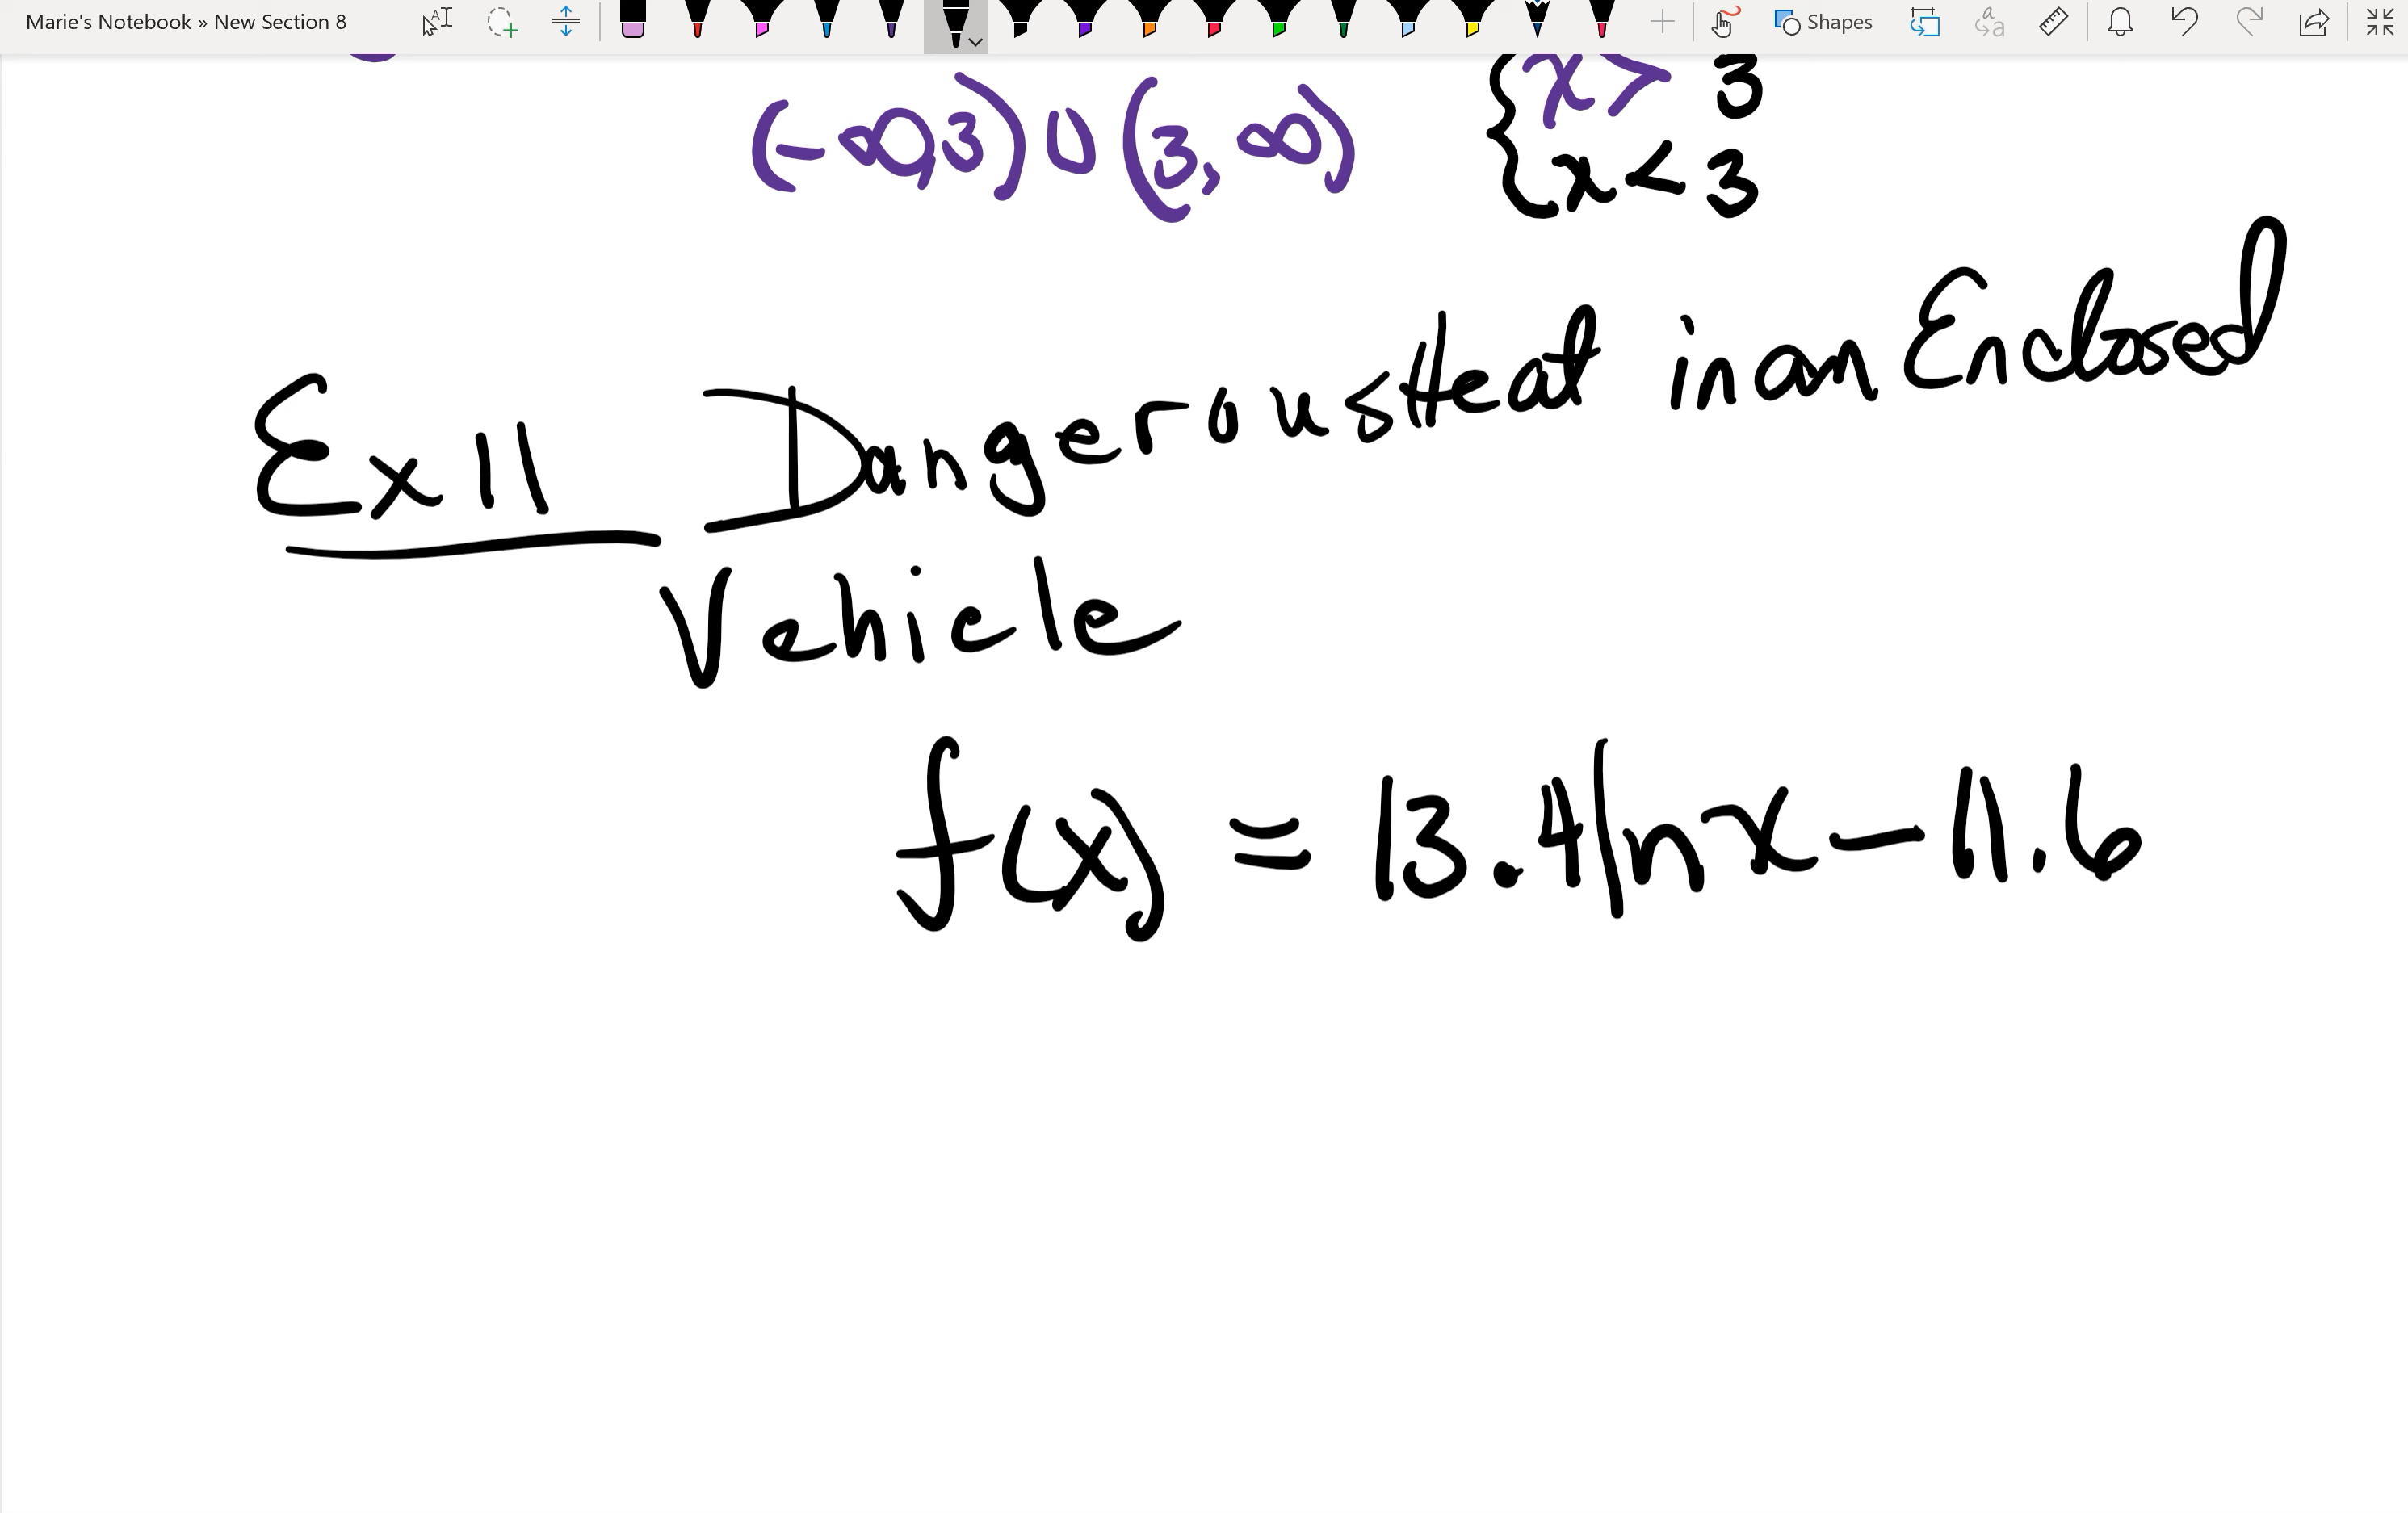 Marie's Notebook » New Section 8
Shapes
(-∞,3) U (3,∞)
{x > 3
{x < 3
Ex 11 Dangerous Heat in an Enclosed
Vehicle
f(x) = 13.4 ln x - 11.6